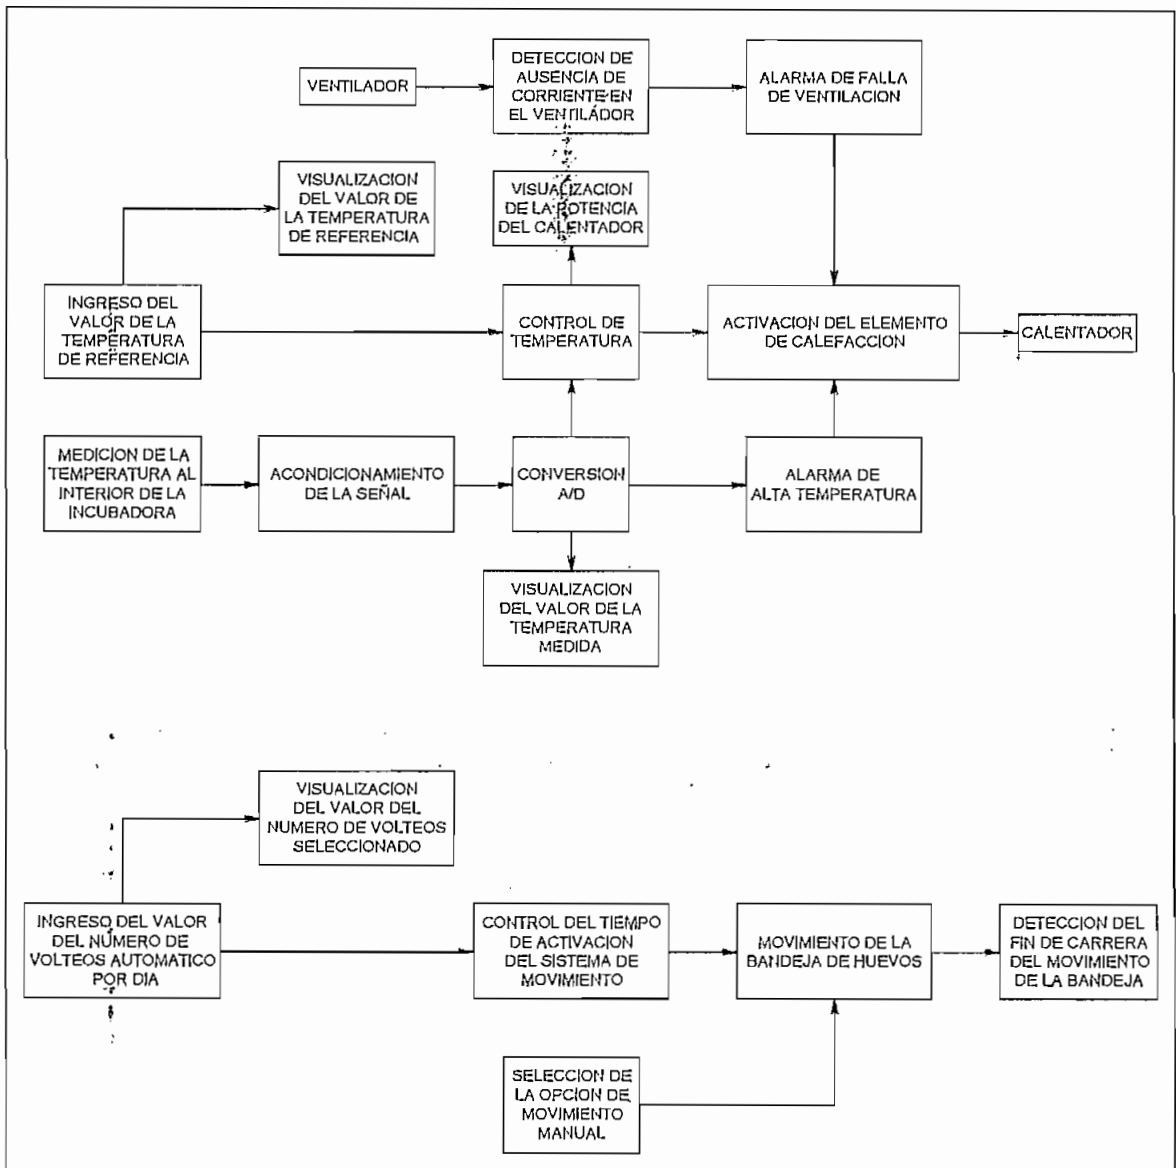 VENTILADOR
DETECCION DE
AUSENCIA DE
CORRIENTE EN
EL VENTILADOR
ALARMA DE FALLA
DE VENTILACION
VISUALIZACION
DEL VALOR DE
LA TEMPERATURA
DE REFERENCIA
VISUALIZACION
DE LA POTENCIA
DEL CALENTADOR
INGRESO DEL
VALOR DE LA
TEMPERATURA
DE REFERENCIA
CONTROL DE
TEMPERATURA
ACTIVACION DEL ELEMENTO
DE CALEFACCION
CALENTADOR
MEDICION DE LA
TEMPERATURA AL
INTERIOR DE LA
INCUBADORA
ACONDICIONAMIENTO
DE LA SEÑAL
CONVERSION
A/D
ALARMA DE
ALTA TEMPERATURA
VISUALIZACION
DEL VALOR DE LA
TEMPERATURA
MEDIDA
VISUALIZACION
DEL VALOR DEL
NUMERO DE VOLTEOS
SELECCIONADO
INGRESO DEL VALOR
DEL NÚMERO DE
VOLTEOS AUTOMATICO
POR DIA
CONTROL DEL TIEMPO
DE ACTIVACION
DEL SISTEMA DE
MOVIMIENTO
MOVIMIENTO DE LA
BANDEJA DE HUEVOS
DETECCION DEL
FIN DE CARRERA
DEL MOVIMIENTO
DE LA BANDEJA
SELECCION DE
LA OPCION DE
MOVIMIENTO
MANUAL